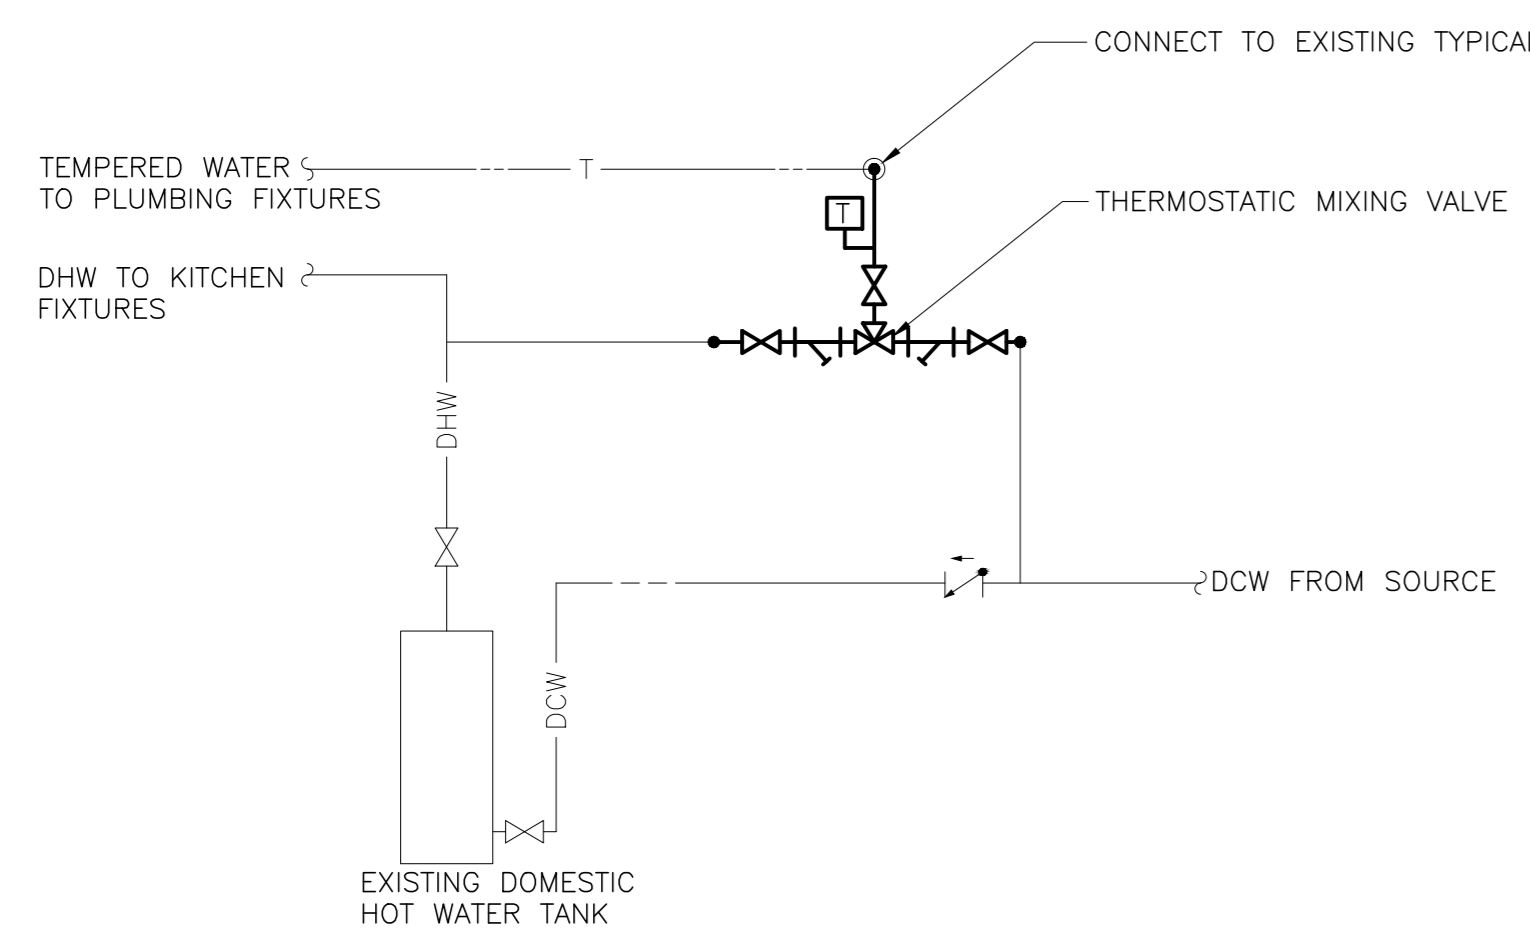 CONNECT TO EXISTING TYPICAL
TEMPERED WATER
TO PLUMBING FIXTURES
T
T
THERMOSTATIC MIXING VALVE
DHW TO KITCHEN
FIXTURES
DHW
DCW FROM SOURCE
DCW
EXISTING DOMESTIC
HOT WATER TANK